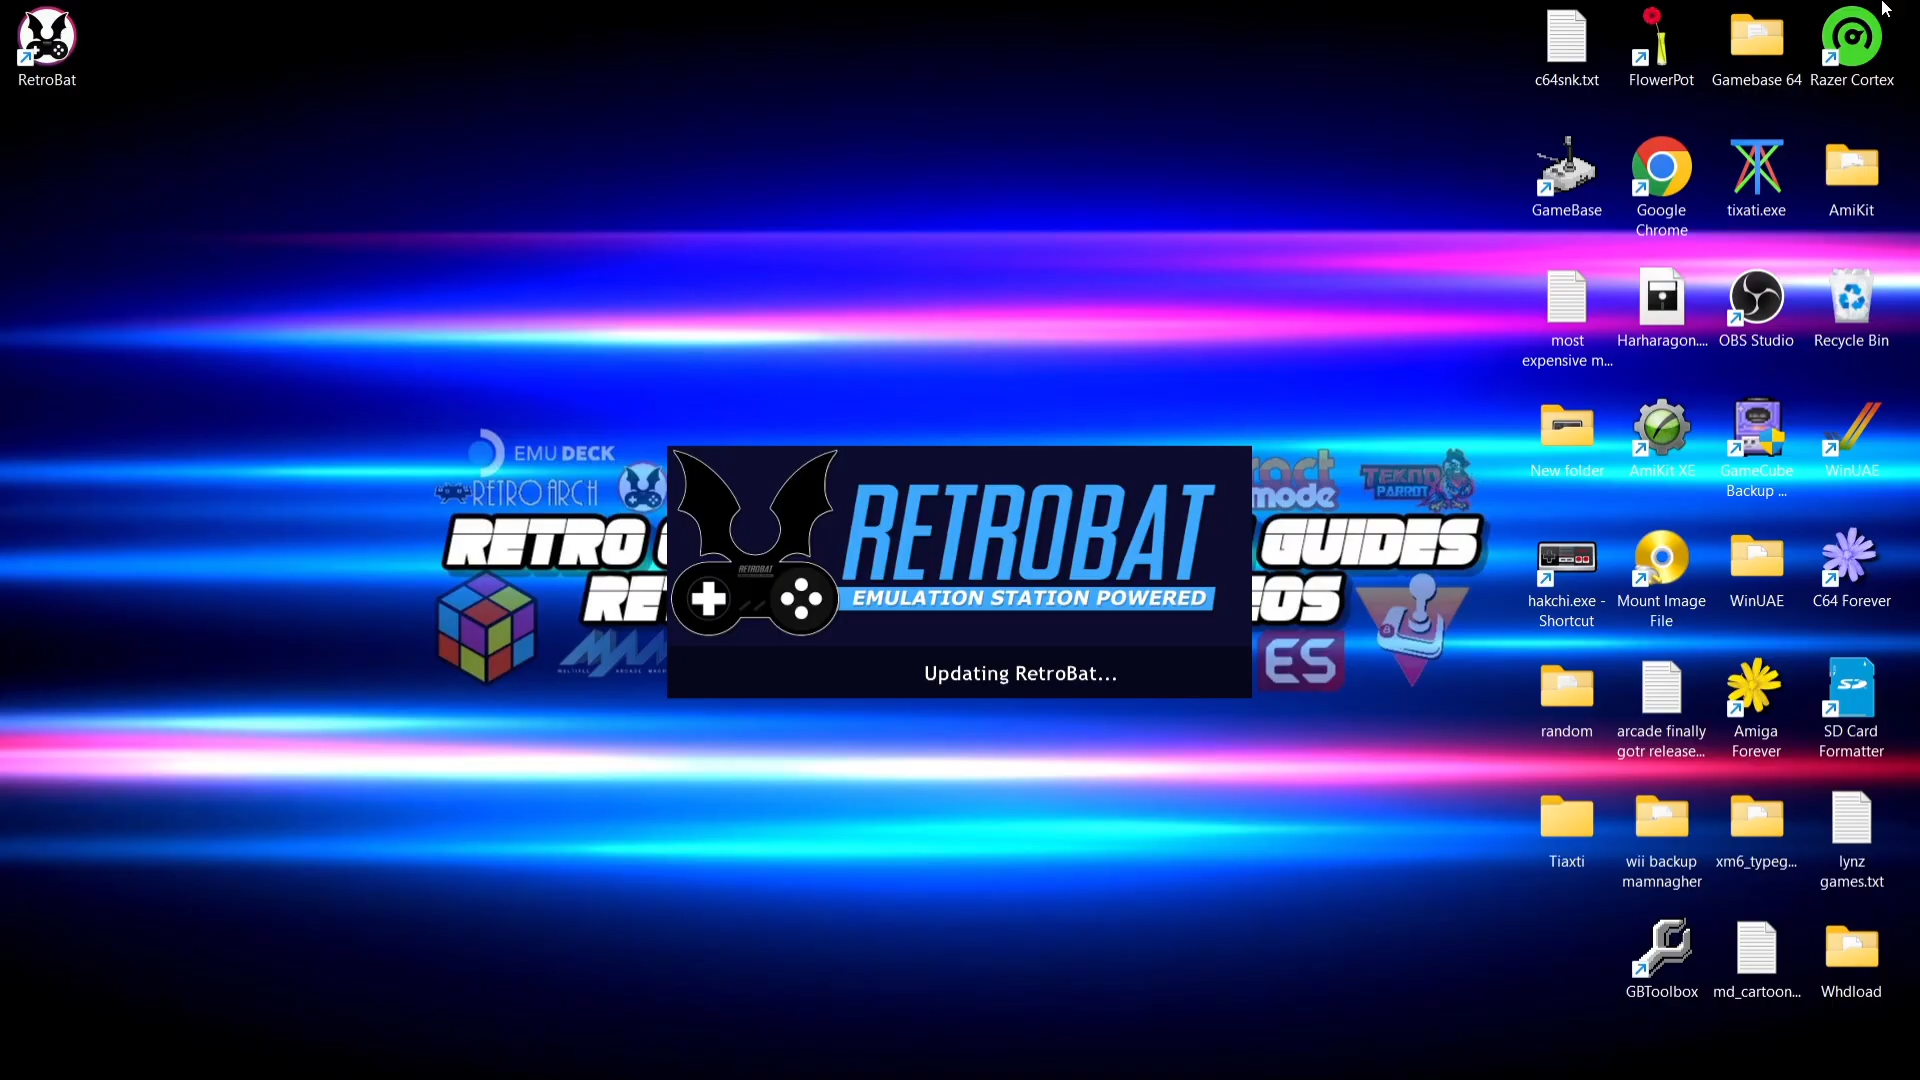 RetroBat
c64snk.txt
FlowerPot
Gamebase 64
Razer Cortex
GameBase
Google
Chrome
tixati.exe
AmiKit
most
expensive m...
Harharagon....
OBS Studio
Recycle Bin
New folder
AmiKit XE
GameCube
Backup ...
WinUAE
hakchi.exe -
Shortcut
Mount Image
File
WinUAE
C64 Forever
random
arcade finally
gotr release...
Amiga
Forever
SD Card
Formatter
Tiaxti
wii backup
mamnagher
xm6_typeg...
lynz
games.txt
GBToolbox
md_cartoon...
Whdload
EMU DECK
RETRO ARCH
mode
TEKNO
PARROT
RETRO
GUIDES
RE
ES
RETROBAT
RETROBAT
EMULATION STATION POWERED
Updating RetroBat...